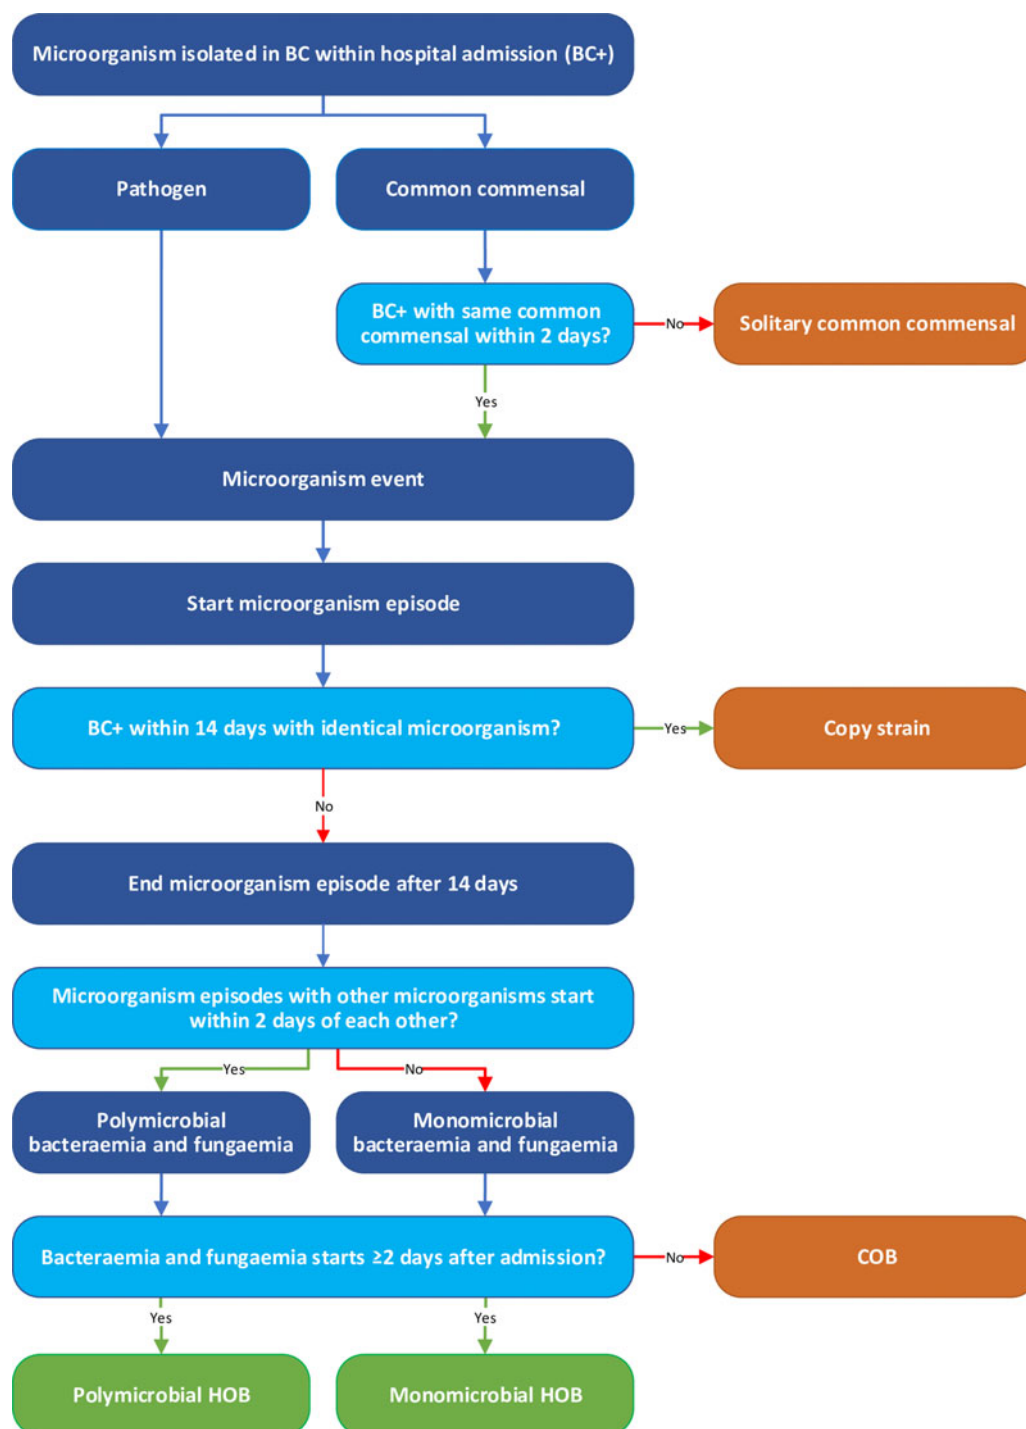 Microorganism isolated in BC within hospital admission (BC+)
Pathogen
Common commensal
BC+ with same common
commensal within 2 days?
No
Solitary common commensal
Yes
Microorganism event
Start microorganism episode
BC+ within 14 days with identical microorganism?
Yes
Copy strain
No
End microorganism episode after 14 days
Microorganism episodes with other microorganisms start
within 2 days of each other?
Yes
No
Polymicrobial
bacteraemia and fungaemia
Monomicrobial
bacteraemia and fungaemia
Bacteraemia and fungaemia starts ≥2 days after admission?
No
COB
Yes
Yes
Polymicrobial HOB
Monomicrobial HOB